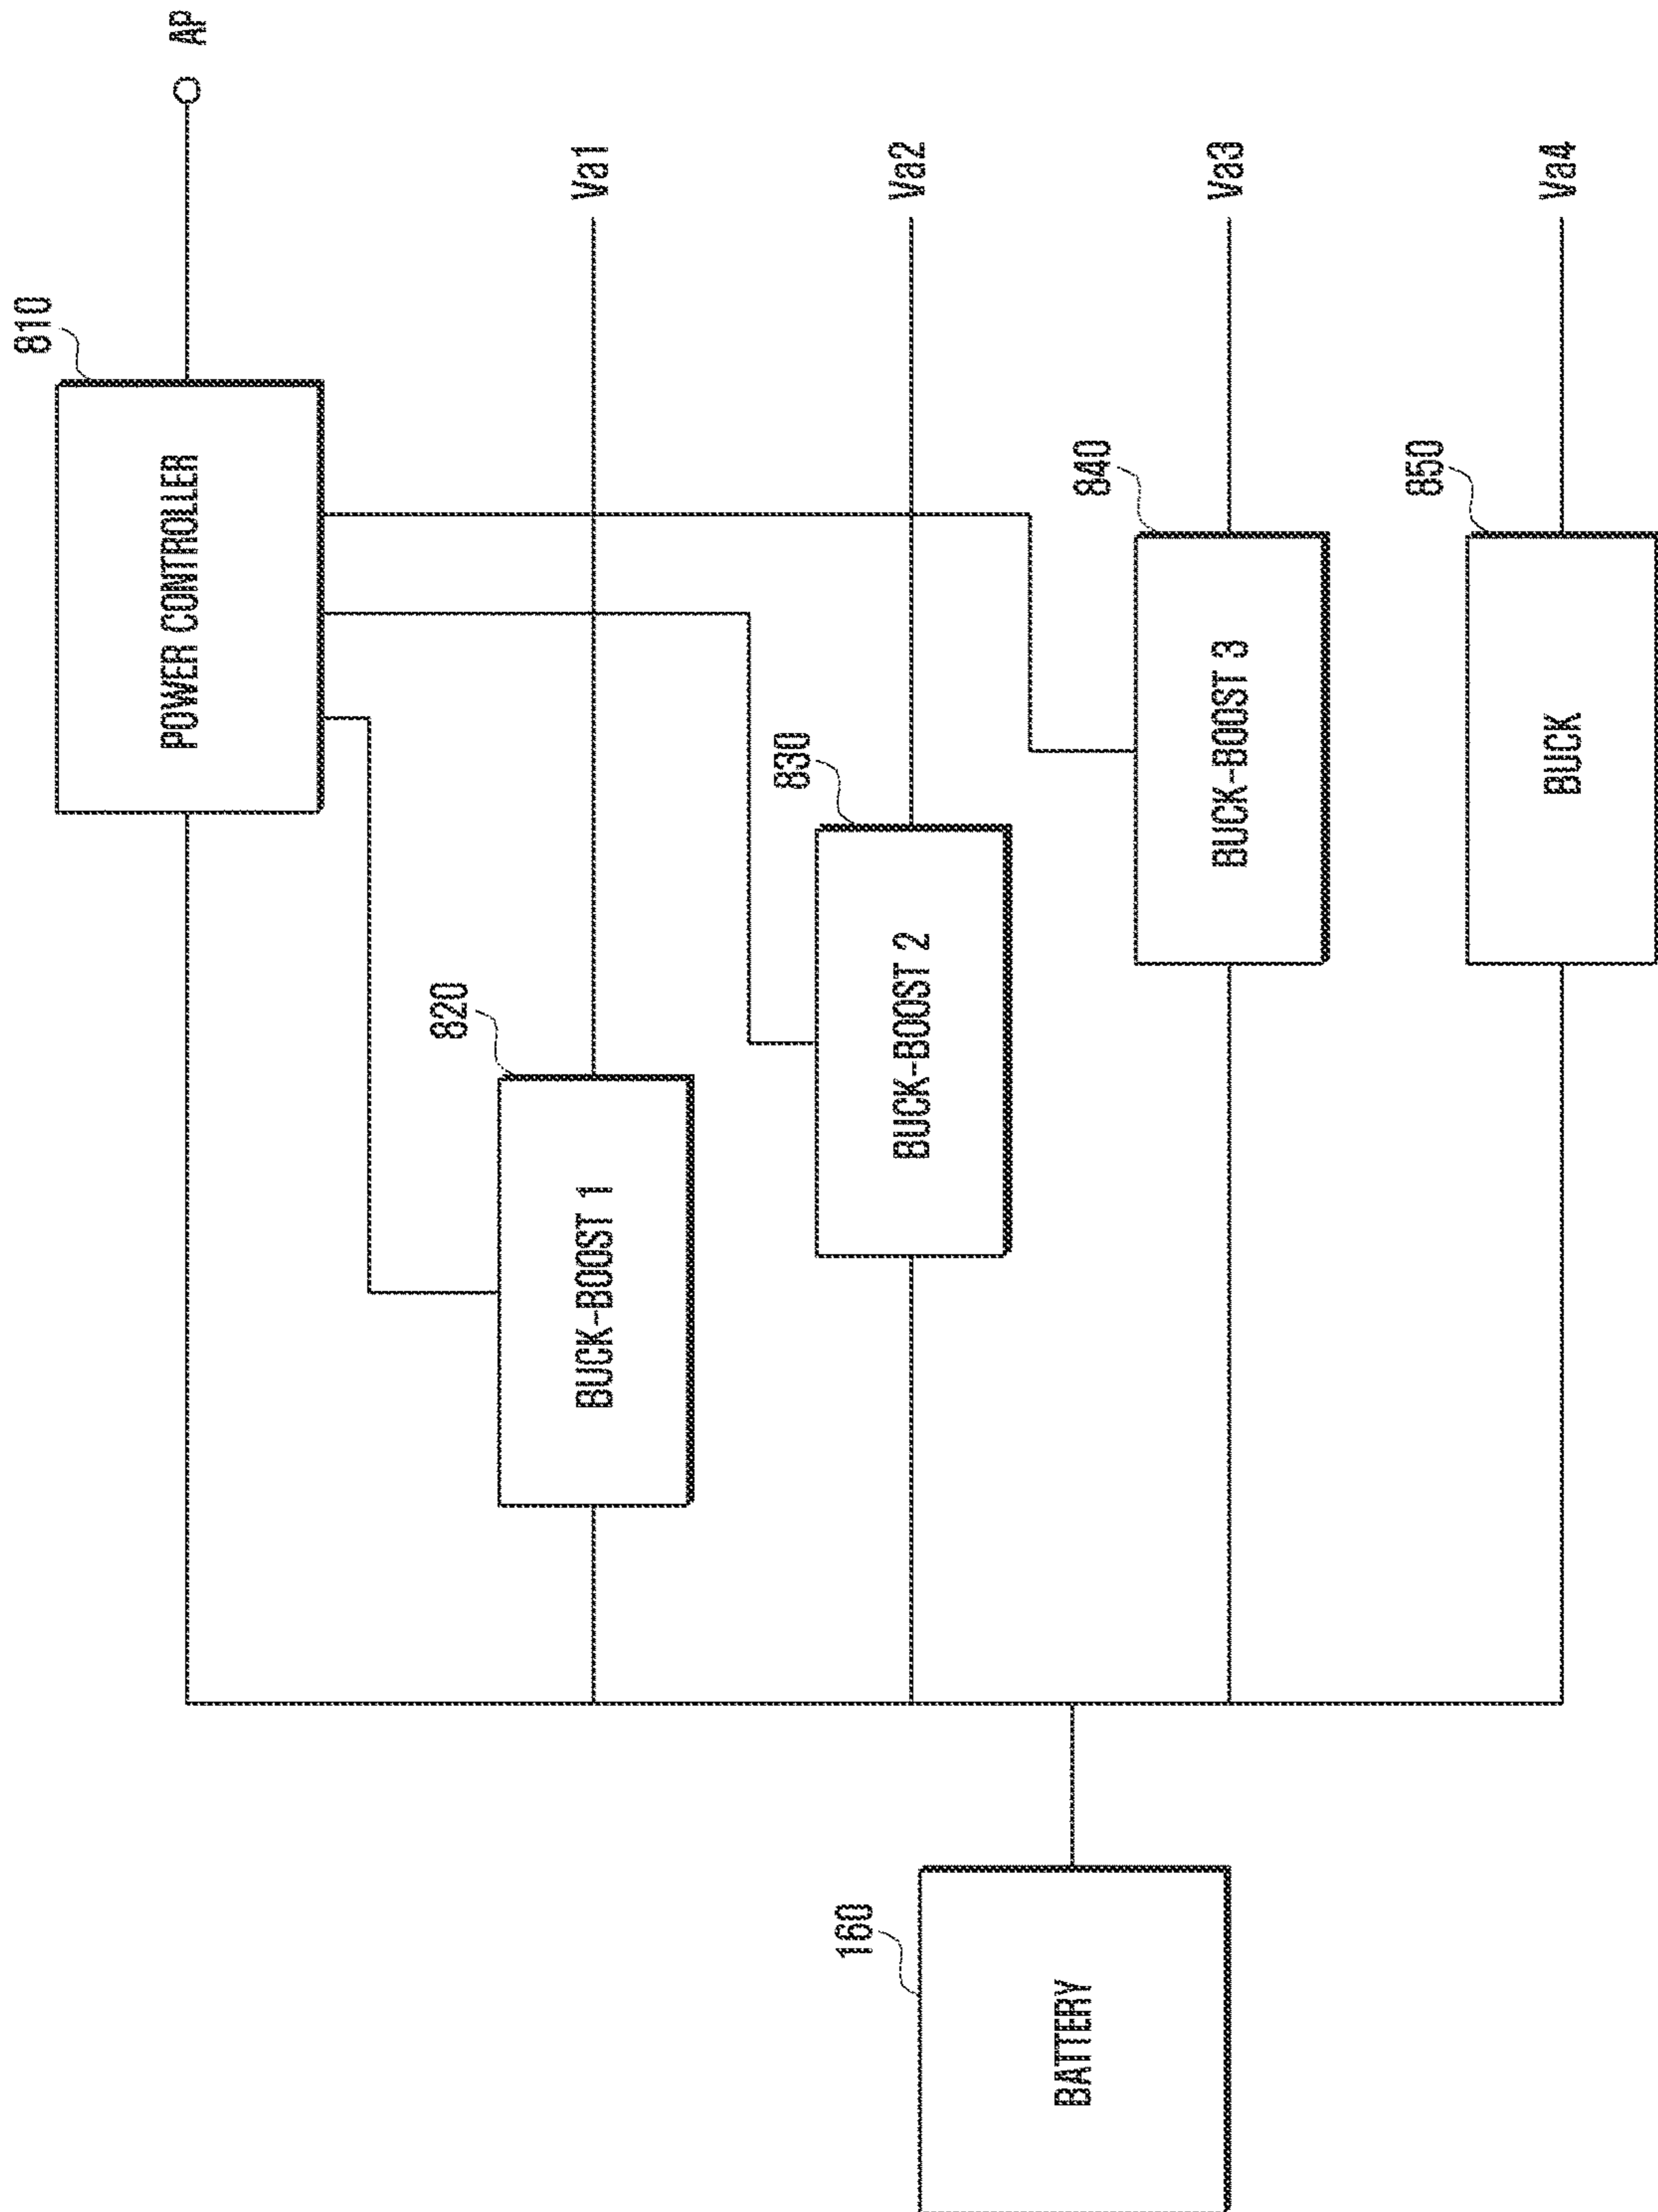 AP
810
POWER CONTROLLER
Va1
820
BUCK-BOOST 1
Va2
830
BUCK-BOOST 2
Va3
840
BUCK-BOOST 3
Va4
850
BUCK
160
BATTERY